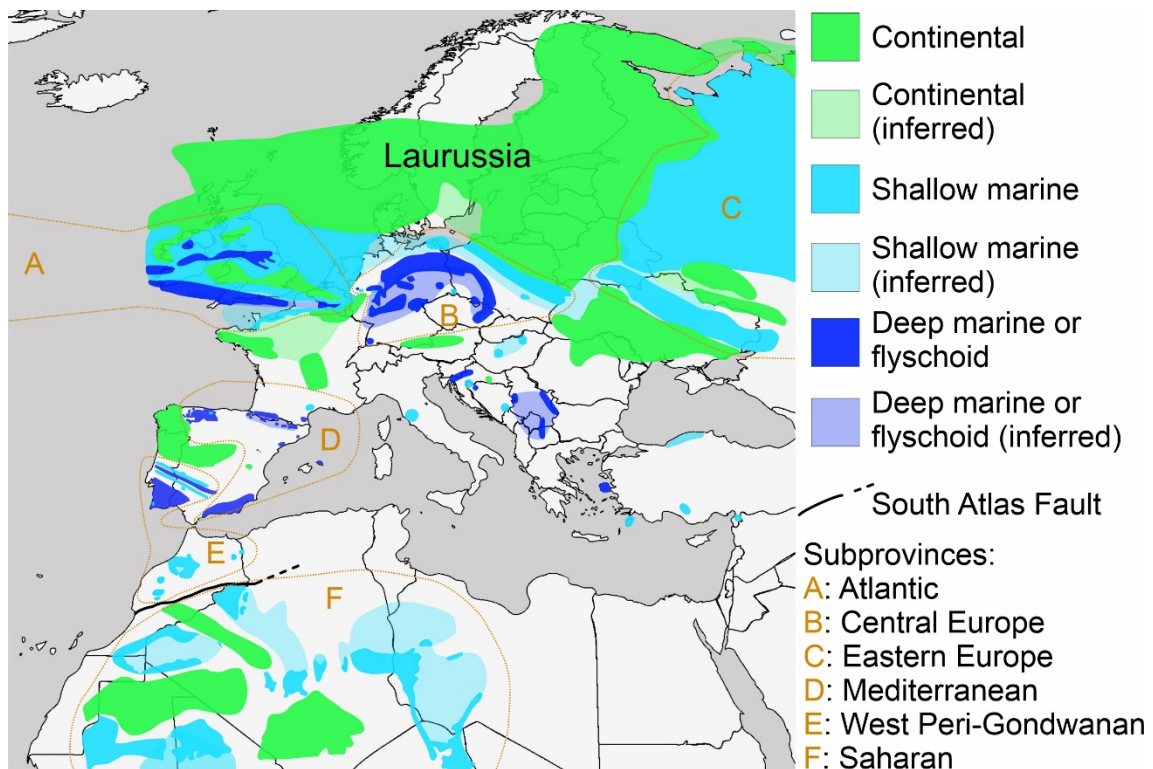 Laurussia
A
B
C
D
E
F
Continental
Continental
(inferred)
Shallow marine
Shallow marine
(inferred)
Deep marine or
flyschoid
Deep marine or
flyschoid (inferred)
South Atlas Fault
Subprovinces:
A: Atlantic
B: Central Europe
C: Eastern Europe
D: Mediterranean
E: West Peri-Gondwanan
F: Saharan